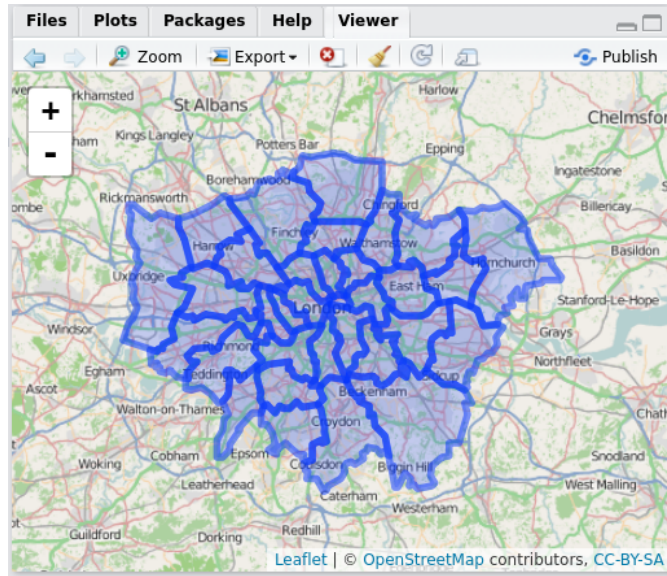 Files Plots Packages Help Viewer
Zoom Export Publish
+
-
St Albans
Harlow
Chelmsfor
Kings Langley
Potters Bar
Epping
Ingatestone
Borehamwood
Rickmansworth
Chingford
Billericay
Finchley
Harrow
Walthamstow
Basildon
Hornchurch
Uxbridge
East Ham
London
Stanford-Le-Hope
Windsor
Grays
Richmond
Northfleet
Egham
Teddington
Ascot
Beckenham
Walton-on-Thames
Croydon
Cobham
Epsom
Coulsdon
Biggin Hill
Snodland
Woking
Leatherhead
West Malling
Caterham
Westerham
Guildford
Dorking
Redhill
Leaflet | © OpenStreetMap contributors, CC-BY-SA